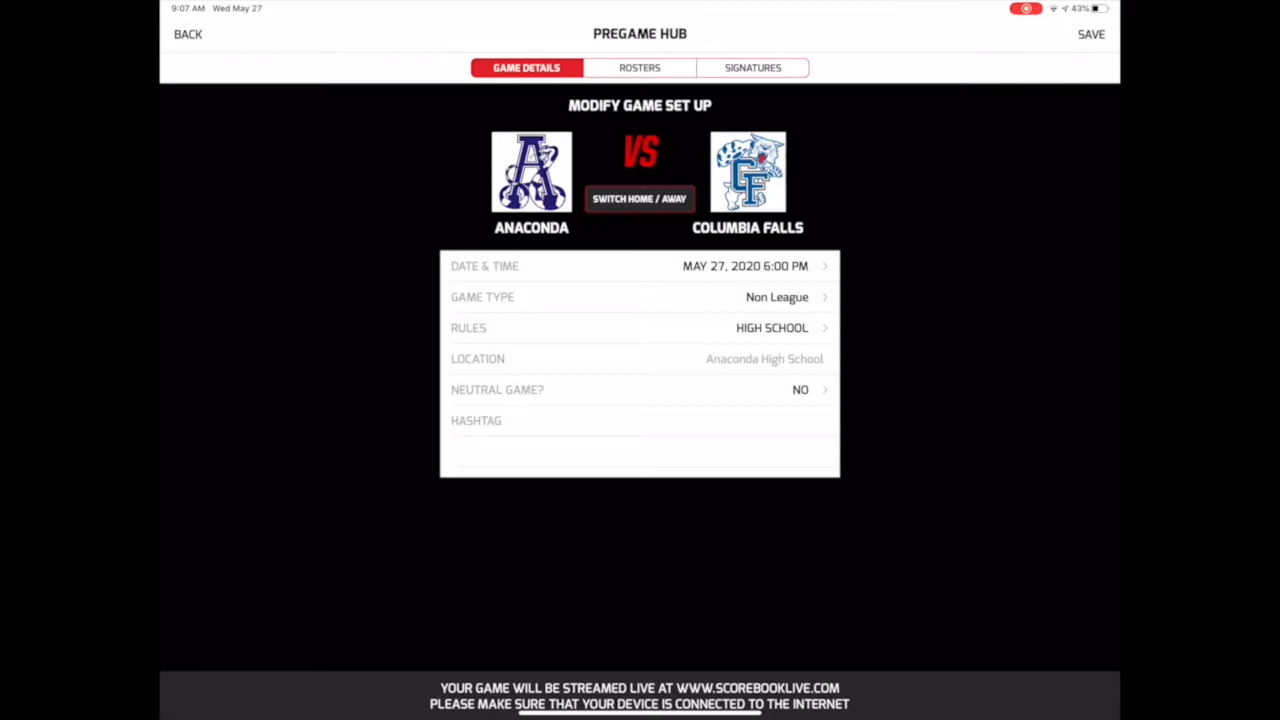 9:07 AM Wed May 27
43%
BACK
PREGAME HUB
SAVE
GAME DETAILS
ROSTERS
SIGNATURES
MODIFY GAME SET UP
A
VS
CF
SWITCH HOME / AWAY
ANACONDA
COLUMBIA FALLS
DATE & TIME MAY 27, 2020 6:00 PM
GAME TYPE Non League
RULES HIGH SCHOOL
LOCATION Anaconda High School
NEUTRAL GAME? NO
HASHTAG
YOUR GAME WILL BE STREAMED LIVE AT WWW.SCOREBOOKLIVE.COM
PLEASE MAKE SURE THAT YOUR DEVICE IS CONNECTED TO THE INTERNET